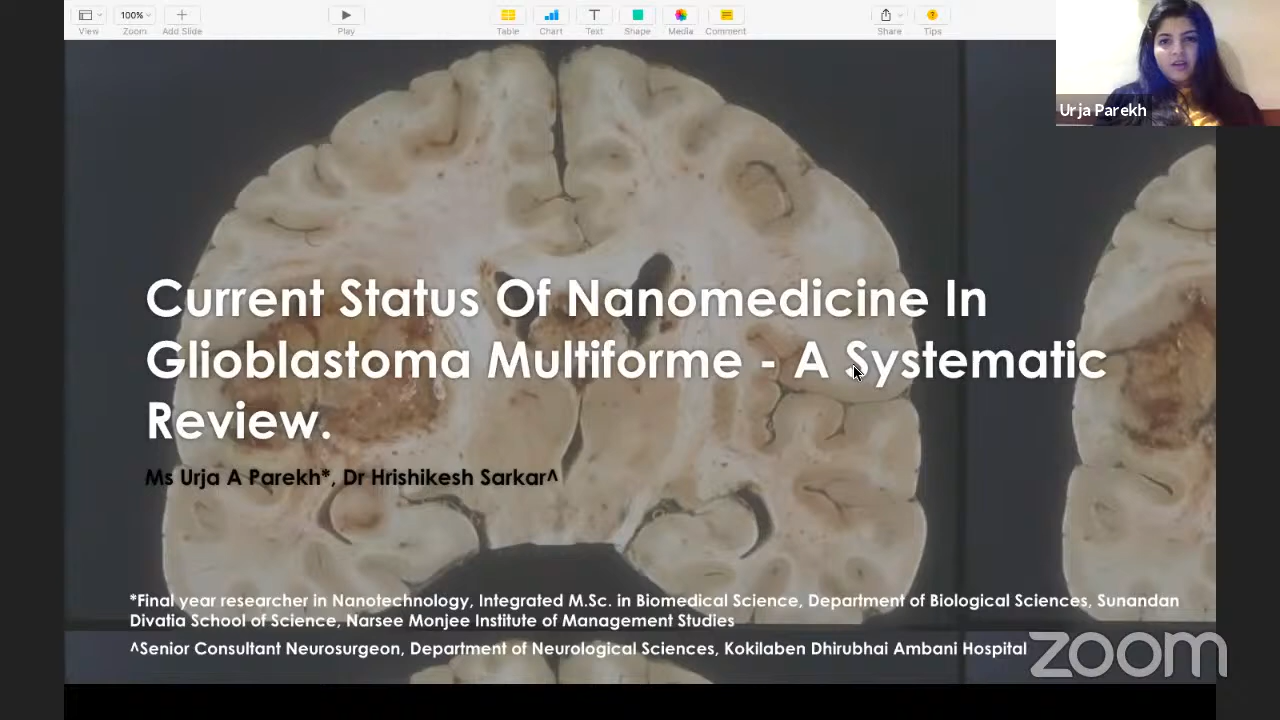 View
100%
Zoom
Add Slide
Play
Table
Chart
T
Text
Shape
Media
Comment
Share
?
Tips
Urja Parekh
Current Status Of Nanomedicine In
Glioblastoma Multiforme - A Systematic
Review.
Ms Urja A Parekh*, Dr Hrishikesh Sarkar^
*Final year researcher in Nanotechnology, Integrated M.Sc. in Biomedical Science, Department of Biological Sciences, Sunandan
Divatia School of Science, Narsee Monjee Institute of Management Studies
^Senior Consultant Neurosurgeon, Department of Neurological Sciences, Kokilaben Dhirubhai Ambani Hospital
zoom